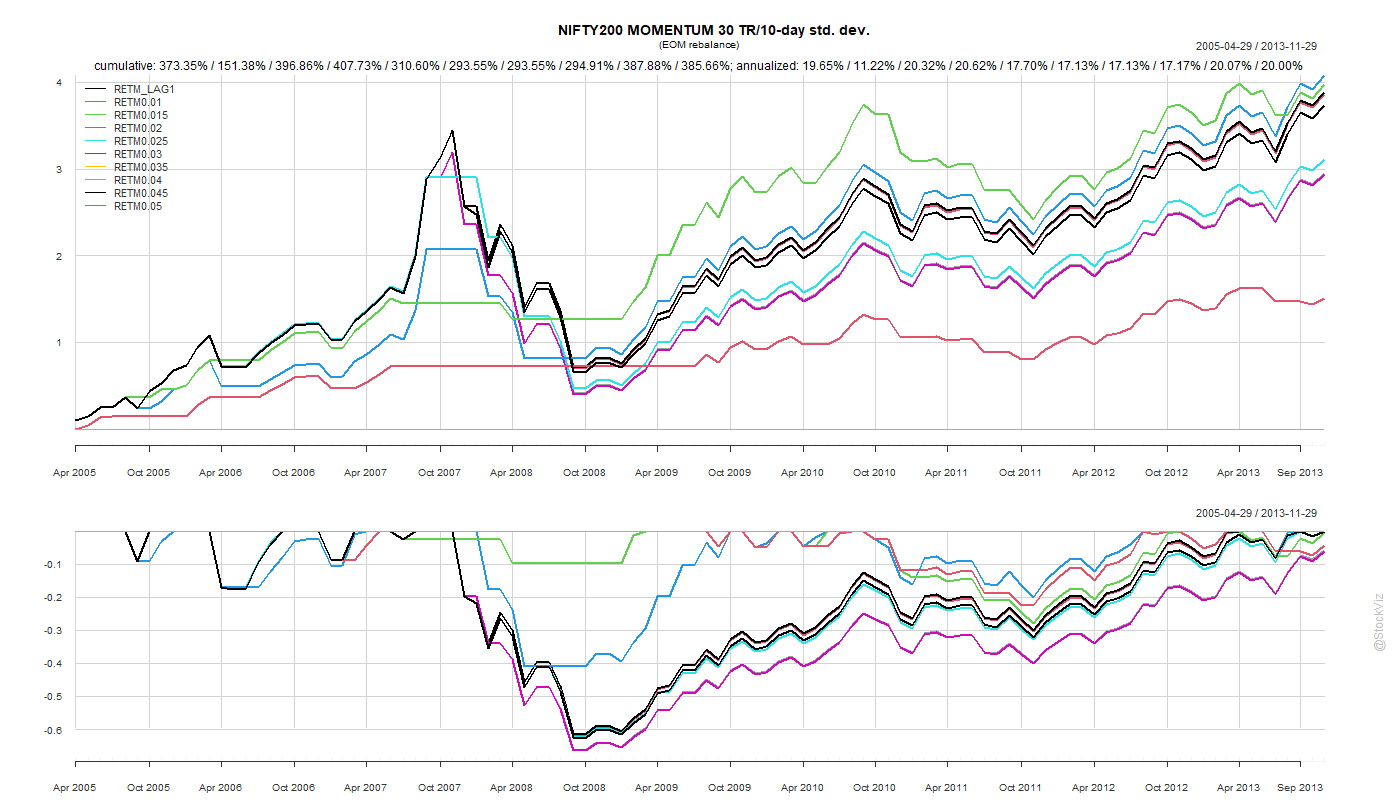 NIFTY200 MOMENTUM 30 TR/10-day std. dev.
(EOM rebalance)
2005-04-29 / 2013-11-29
cumulative: 373.35% / 151.38% / 396.86% / 407.73% / 310.60% / 293.55% / 293.55% / 294.91% / 387.88% / 385.66%; annualized: 19.65% / 11.22% / 20.32% / 20.62% / 17.70% / 17.13% / 17.13% / 17.17% / 20.07% / 20.00%
RETM_LAG1
RETM0.01
RETM0.015
RETM0.02
RETM0.025
RETM0.03
RETM0.035
RETM0.04
RETM0.045
RETM0.05
4
3
2
1
Apr 2005 Oct 2005 Apr 2006 Oct 2006 Apr 2007 Oct 2007 Apr 2008 Oct 2008 Apr 2009 Oct 2009 Apr 2010 Oct 2010 Apr 2011 Oct 2011 Apr 2012 Oct 2012 Apr 2013 Sep 2013
2005-04-29 / 2013-11-29
-0.1
-0.2
-0.3
-0.4
-0.5
-0.6
Apr 2005 Oct 2005 Apr 2006 Oct 2006 Apr 2007 Oct 2007 Apr 2008 Oct 2008 Apr 2009 Oct 2009 Apr 2010 Oct 2010 Apr 2011 Oct 2011 Apr 2012 Oct 2012 Apr 2013 Sep 2013
@StockViz